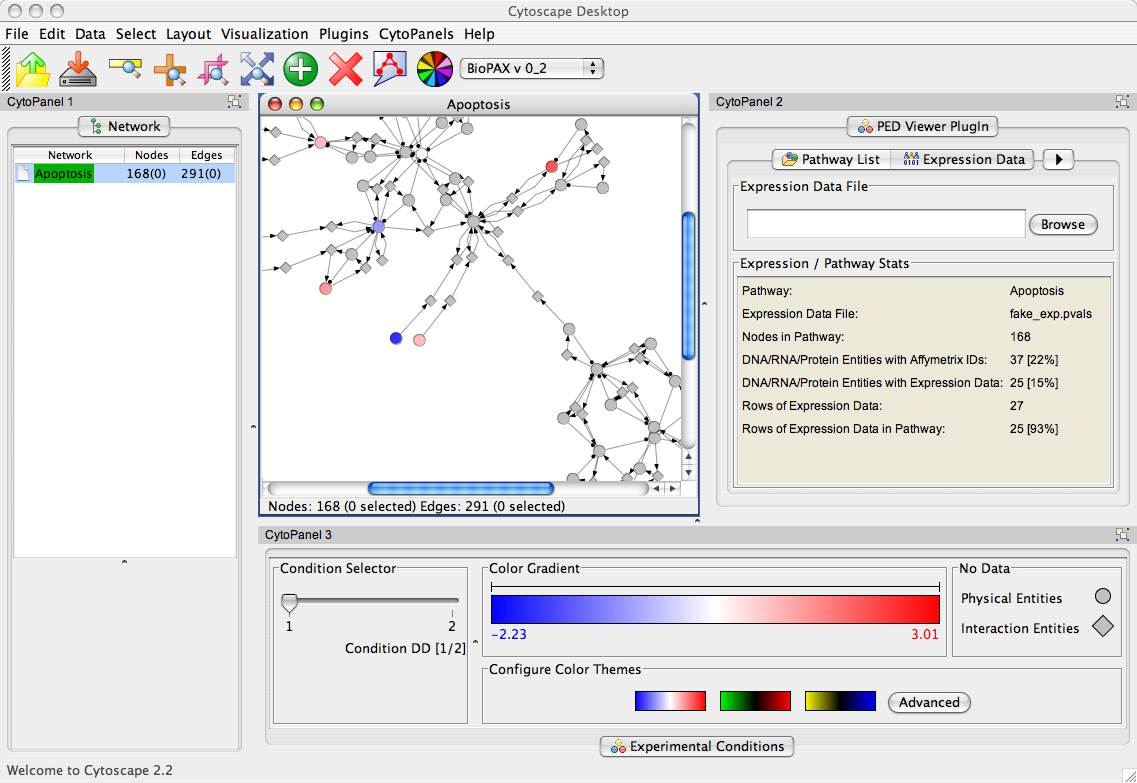 Cytoscape Desktop
File Edit Data Select Layout Visualization Plugins CytoPanels Help
BioPAX v 0_2
CytoPanel 1
Network
Network Nodes Edges
Apoptosis 168(0) 291(0)
Apoptosis
Nodes: 168 (0 selected) Edges: 291 (0 selected)
CytoPanel 2
PED Viewer PlugIn
Pathway List Expression Data
Expression Data File
Browse
Expression / Pathway Stats
Pathway: Apoptosis
Expression Data File: fake_exp.pvals
Nodes in Pathway: 168
DNA/RNA/Protein Entities with Affymetrix IDs: 37 [22%]
DNA/RNA/Protein Entities with Expression Data: 25 [15%]
Rows of Expression Data: 27
Rows of Expression Data in Pathway: 25 [93%]
CytoPanel 3
Condition Selector
1 2
Condition DD [1/2]
Color Gradient
-2.23 3.01
No Data
Physical Entities
Interaction Entities
Configure Color Themes
Advanced
Experimental Conditions
Welcome to Cytoscape 2.2